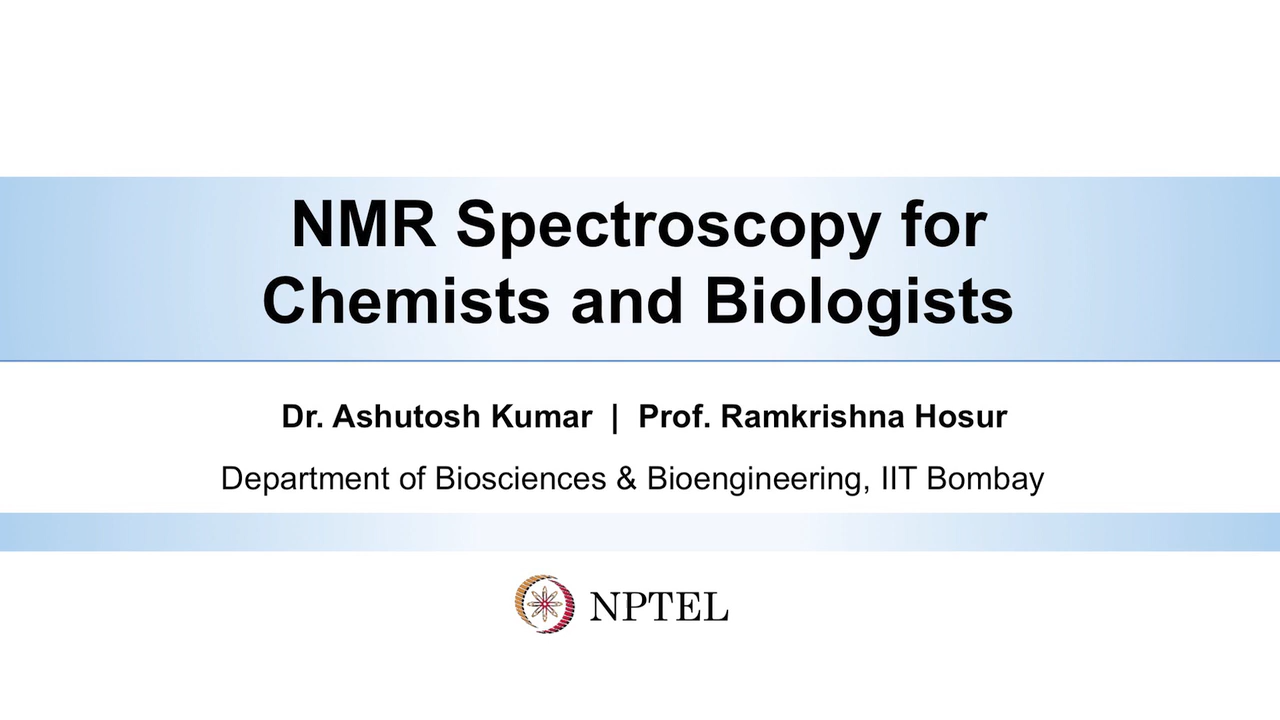 NMR Spectroscopy for
Chemists and Biologists
Dr. Ashutosh Kumar | Prof. Ramkrishna Hosur
Department of Biosciences & Bioengineering, IIT Bombay
NPTEL